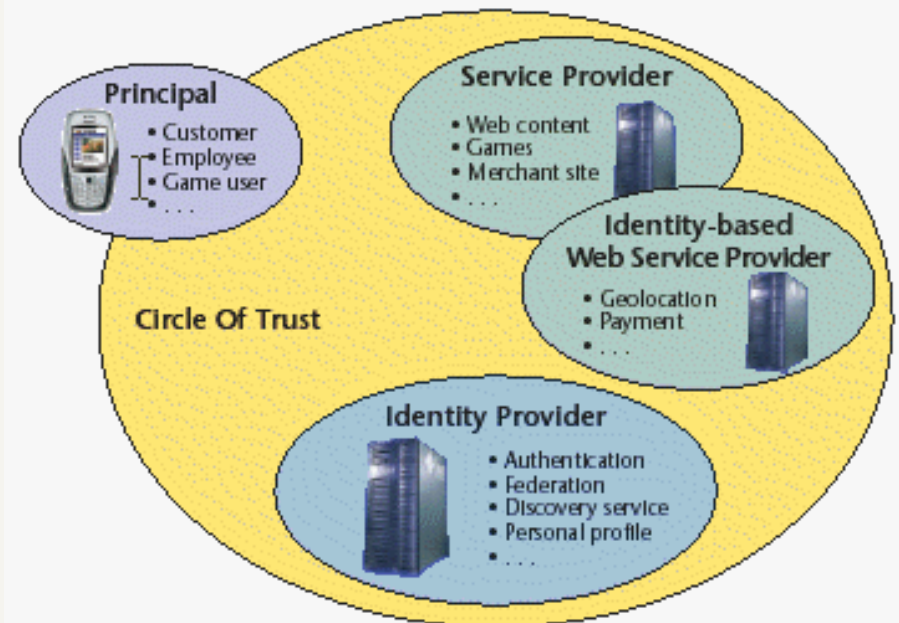 Principal
• Customer
• Employee
• Game user
• . . .
Service Provider
• Web content
• Games
• Merchant site
• . . .
Identity-based
Web Service Provider
• Geolocation
• Payment
• . . .
Circle Of Trust
Identity Provider
• Authentication
• Federation
• Discovery service
• Personal profile
• . . .